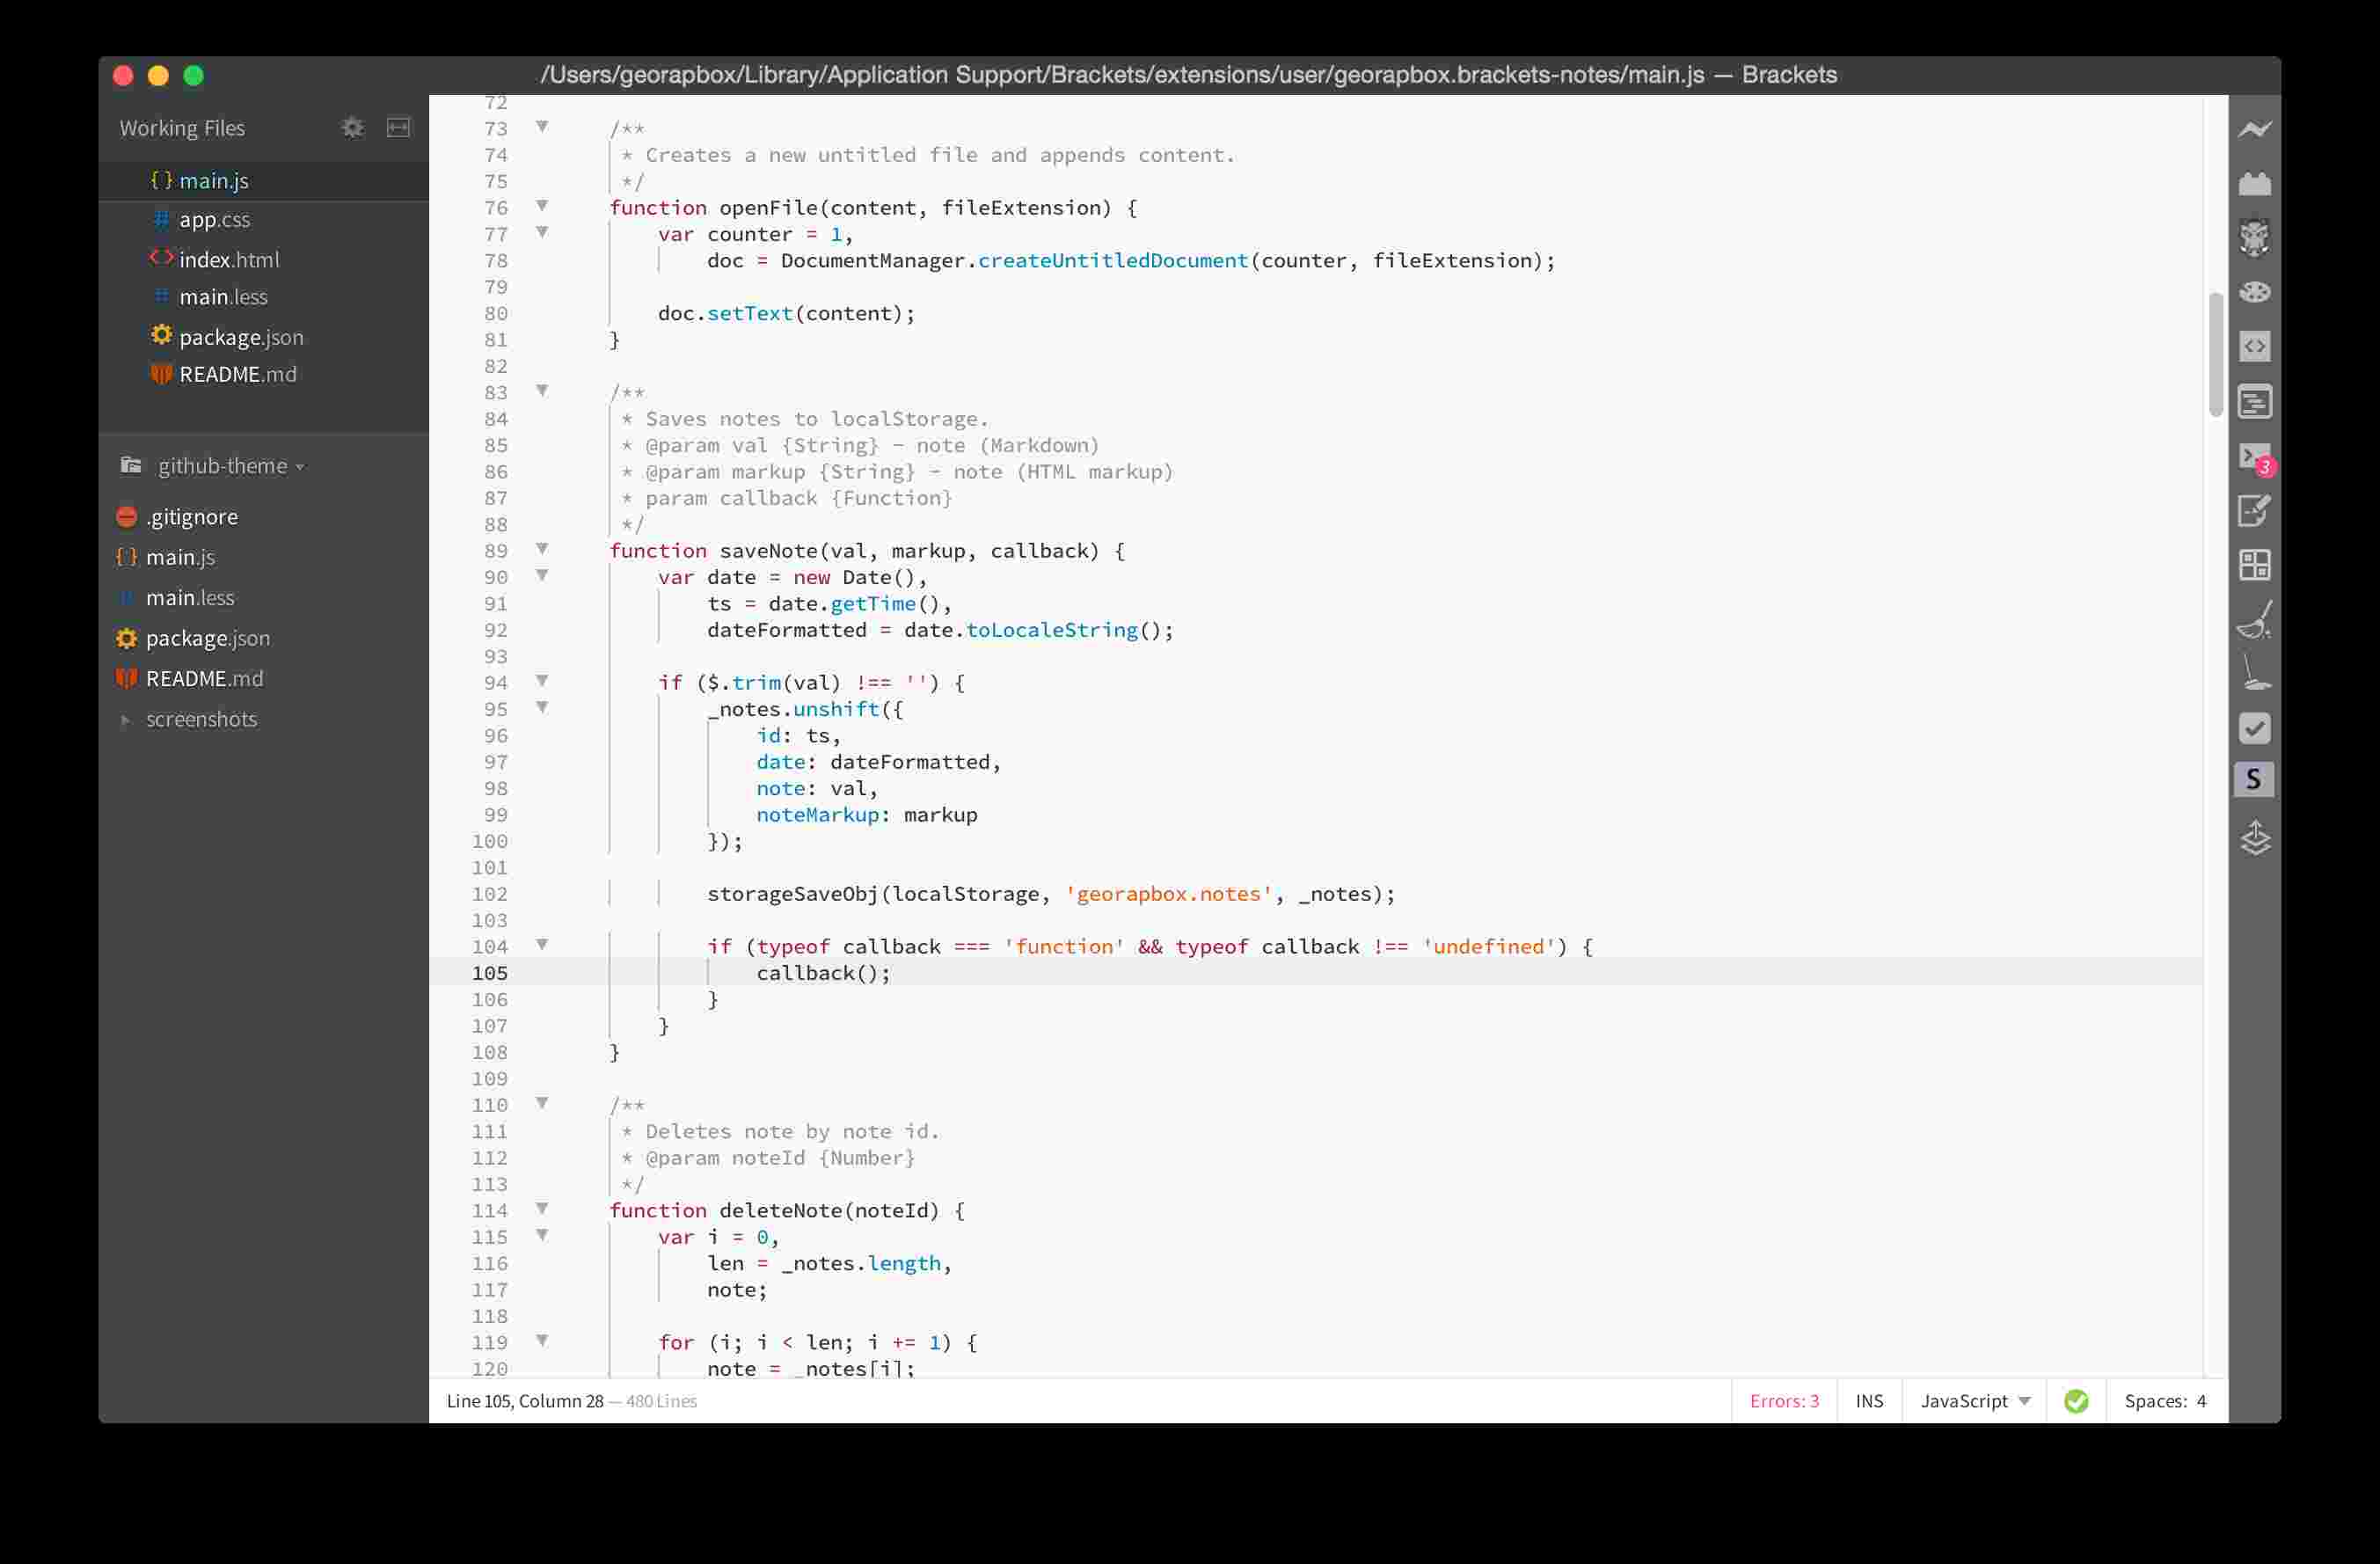 /Users/georapbox/Library/Application Support/Brackets/extensions/user/georapbox.brackets-notes/main.js — Brackets
Working Files
{ } main.js
# app.css
<> index.html
# main.less
package.json
README.md
github-theme
.gitignore
{ } main.js
# main.less
package.json
README.md
screenshots
72
73 /**
74 * Creates a new untitled file and appends content.
75 */
76 function openFile(content, fileExtension) {
77 var counter = 1,
78 doc = DocumentManager.createUntitledDocument(counter, fileExtension);
79
80 doc.setText(content);
81 }
82
83 /**
84 * Saves notes to localStorage.
85 * @param val {String} - note (Markdown)
86 * @param markup {String} - note (HTML markup)
87 * param callback {Function}
88 */
89 function saveNote(val, markup, callback) {
90 var date = new Date(),
91 ts = date.getTime(),
92 dateFormatted = date.toLocaleString();
93
94 if ($.trim(val) !== '') {
95 _notes.unshift({
96 id: ts,
97 date: dateFormatted,
98 note: val,
99 noteMarkup: markup
100 });
101
102 storageSaveObj(localStorage, 'georapbox.notes', _notes);
103
104 if (typeof callback === 'function' && typeof callback !== 'undefined') {
105 callback();
106 }
107 }
108 }
109
110 /**
111 * Deletes note by note id.
112 * @param noteId {Number}
113 */
114 function deleteNote(noteId) {
115 var i = 0,
116 len = _notes.length,
117 note;
118
119 for (i; i < len; i += 1) {
120 note = _notes[i];
3
S
Line 105, Column 28 — 480 Lines
Errors: 3
INS
JavaScript
Spaces: 4